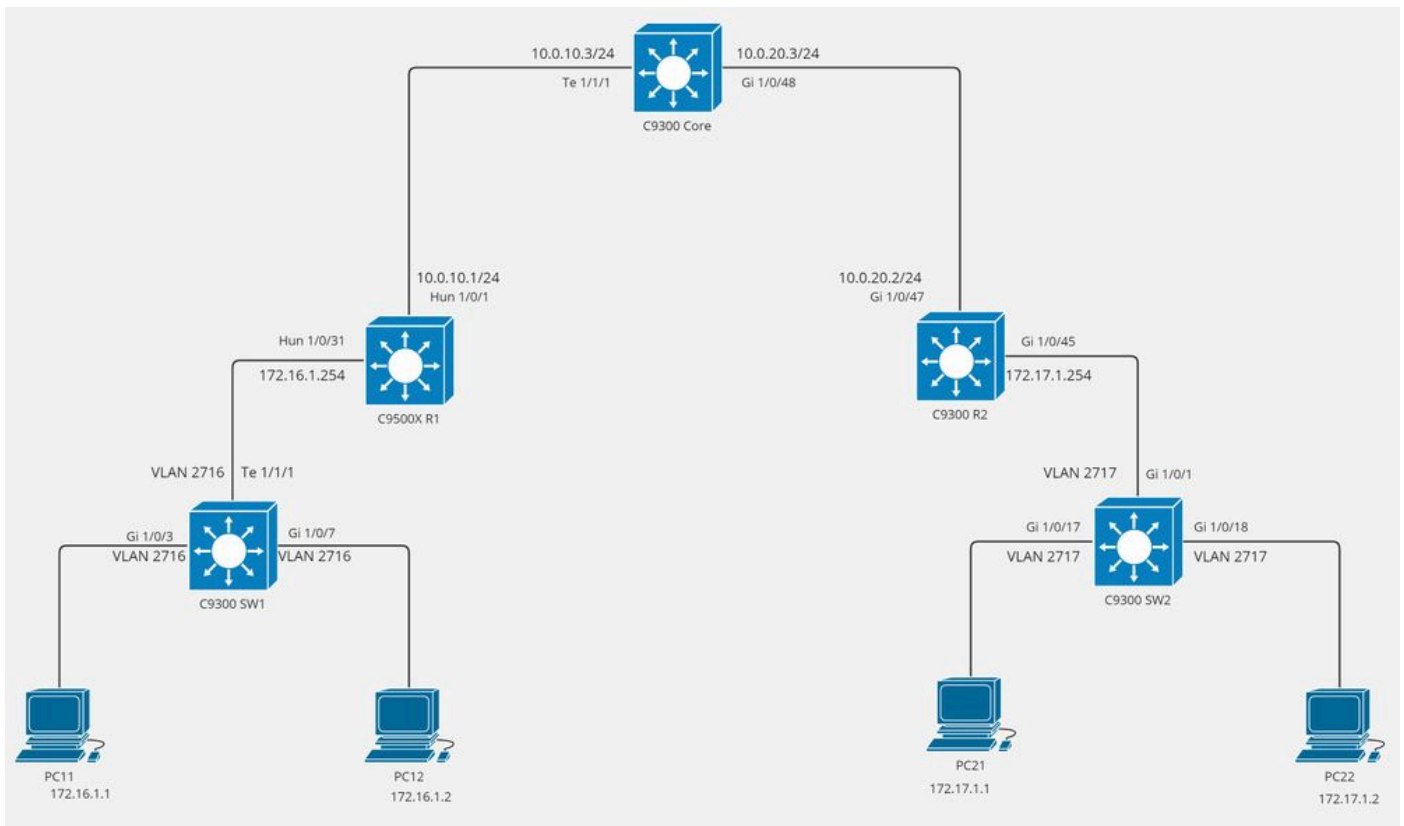 10.0.10.3/24
10.0.20.3/24
Te 1/1/1
Gi 1/0/48
C9300 Core
10.0.10.1/24
Hun 1/0/1
10.0.20.2/24
Gi 1/0/47
Hun 1/0/31
172.16.1.254
C9500X R1
Gi 1/0/45
172.17.1.254
C9300 R2
VLAN 2716
Te 1/1/1
VLAN 2717
Gi 1/0/1
Gi 1/0/3
VLAN 2716
Gi 1/0/7
VLAN 2716
C9300 SW1
Gi 1/0/17
VLAN 2717
Gi 1/0/18
VLAN 2717
C9300 SW2
PC11
172.16.1.1
PC12
172.16.1.2
PC21
172.17.1.1
PC22
172.17.1.2